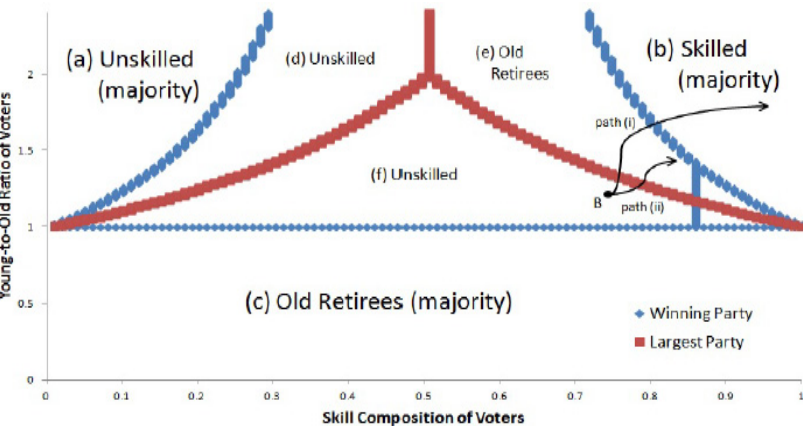 (a) Unskilled
(majority)
(d) Unskilled
(e) Old
Retirees
(b) Skilled
(majority)
path (i)
(f) Unskilled
B
path (ii)
(c) Old Retirees (majority)
Winning Party
Largest Party
Young-to-Old Ratio of Voters
2
1.5
1
0.5
0
0
0.1
0.2
0.3
0.4
0.5
0.6
0.7
0.8
0.9
1
Skill Composition of Voters